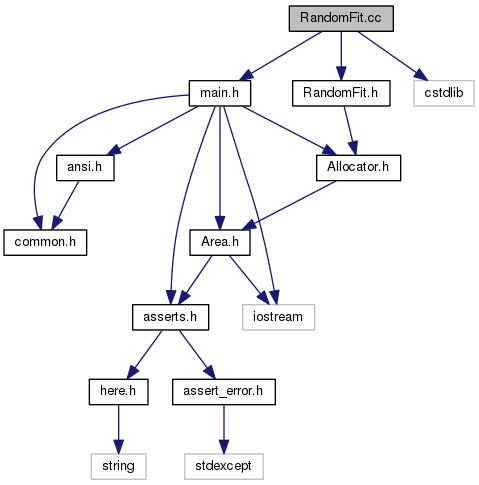 RandomFit.cc
main.h
RandomFit.h
cstdlib
ansi.h
Allocator.h
common.h
Area.h
asserts.h
iostream
here.h
assert_error.h
string
stdexcept